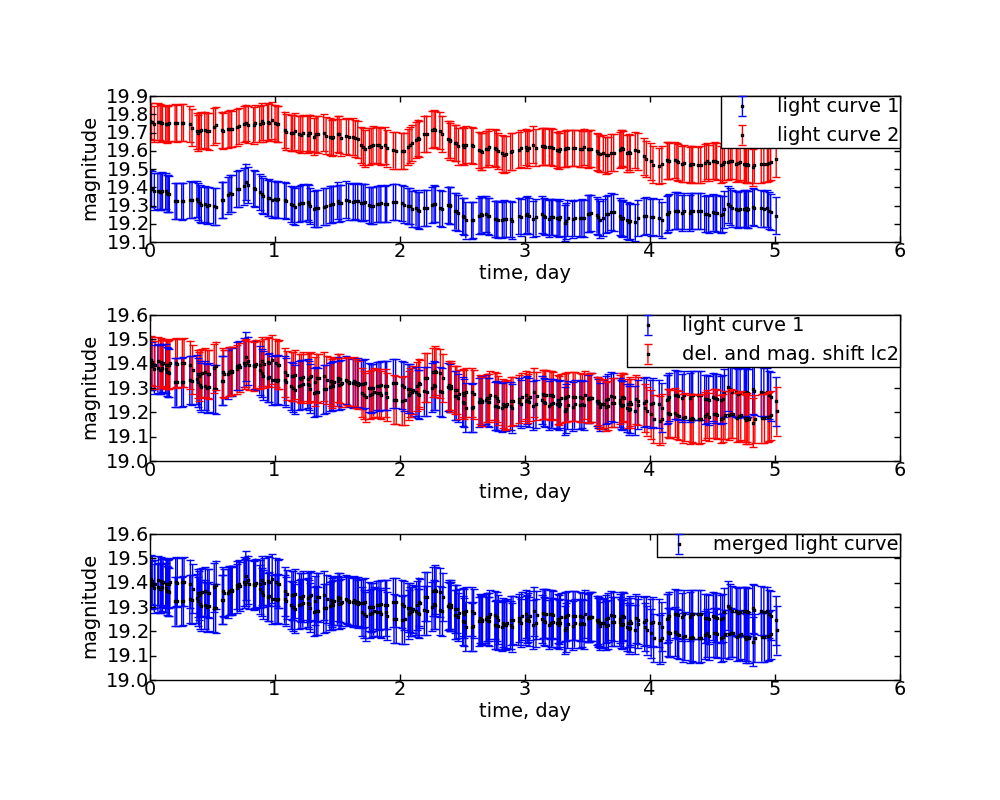 19.9
19.8
19.7
19.6
19.5
19.4
19.3
19.2
19.1
magnitude
light curve 1
light curve 2
0 1 2 3 4 5 6
time, day
19.6
19.5
19.4
19.3
19.2
19.1
19.0
magnitude
light curve 1
del. and mag. shift lc2
0 1 2 3 4 5 6
time, day
19.6
19.5
19.4
19.3
19.2
19.1
19.0
magnitude
merged light curve
0 1 2 3 4 5 6
time, day